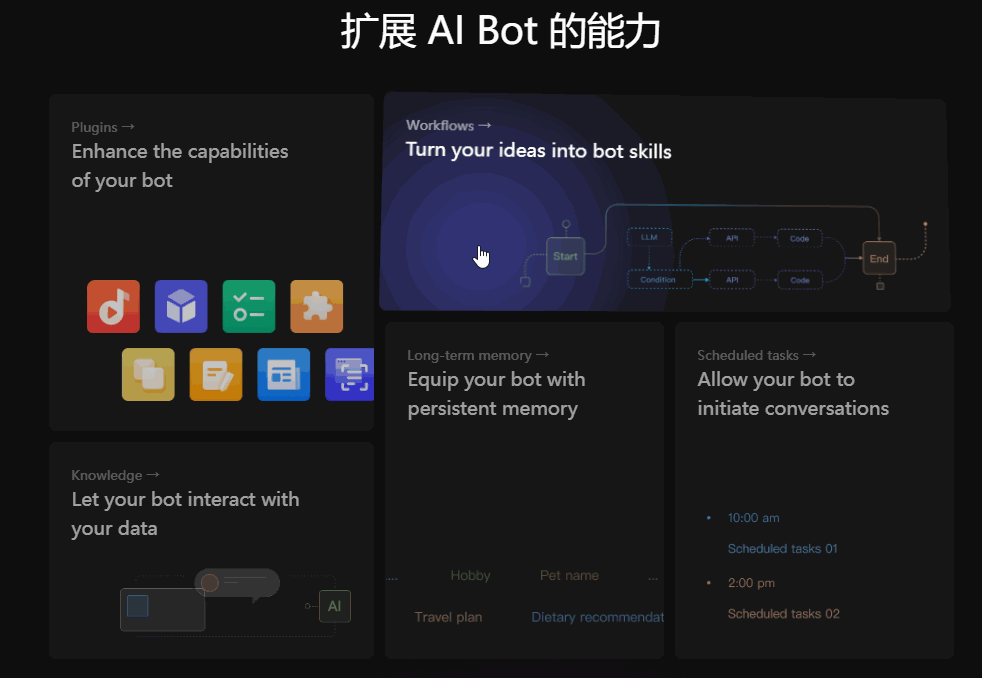 扩展 AI Bot 的能力
Plugins →
Enhance the capabilities
of your bot
Workflows →
Turn your ideas into bot skills
Start
LLM
API
Code
Condition
API
Code
End
Knowledge →
Let your bot interact with
your data
AI
Long-term memory →
Equip your bot with
persistent memory
...
Hobby
Pet name
...
Travel plan
Dietary recommendat
Scheduled tasks →
Allow your bot to
initiate conversations
• 10:00 am
Scheduled tasks 01
• 2:00 pm
Scheduled tasks 02